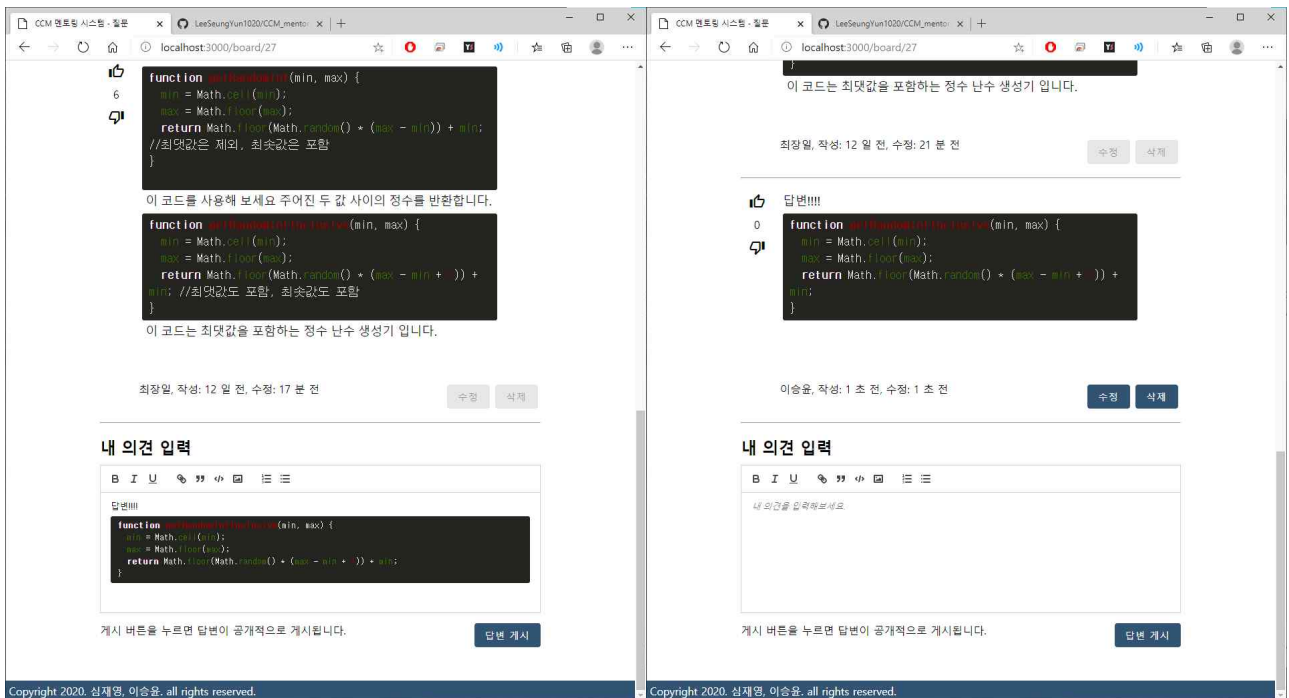 CCM 멘토링 시스템 - 질문
LeeSeungYun1020/CCM_mento
localhost:3000/board/27
6
function getRandomInt(min, max) {
min = Math.ceil(min);
max = Math.floor(max);
return Math.floor(Math.random() * (max - min)) + min;
//최댓값은 제외, 최솟값은 포함
}
이 코드를 사용해 보세요 주어진 두 값 사이의 정수를 반환합니다.
function getRandomIntInclusive(min, max) {
min = Math.ceil(min);
max = Math.floor(max);
return Math.floor(Math.random() * (max - min + )) +
min; //최댓값도 포함, 최솟값도 포함
}
이 코드는 최댓값을 포함하는 정수 난수 생성기 입니다.
최장일, 작성: 12 일 전, 수정: 17 분 전
수정 삭제
내 의견 입력
B I U
답변!!!!
function getRandomIntInclusive(min, max) {
min = Math.ceil(min);
max = Math.floor(max);
return Math.floor(Math.random() * (max - min + )) + min;
}
게시 버튼을 누르면 답변이 공개적으로 게시됩니다.
답변 게시
Copyright 2020. 심재영, 이승윤. all rights reserved.
CCM 멘토링 시스템 - 질문
LeeSeungYun1020/CCM_mento
localhost:3000/board/27
}
이 코드는 최댓값을 포함하는 정수 난수 생성기 입니다.
최장일, 작성: 12 일 전, 수정: 21 분 전
수정 삭제
답변!!!!
0
function getRandomIntInclusive(min, max) {
min = Math.ceil(min);
max = Math.floor(max);
return Math.floor(Math.random() * (max - min + )) +
min;
}
이승윤, 작성: 1 초 전, 수정: 1 초 전
수정 삭제
내 의견 입력
B I U
내 의견을 입력해보세요
게시 버튼을 누르면 답변이 공개적으로 게시됩니다.
답변 게시
Copyright 2020. 심재영, 이승윤. all rights reserved.